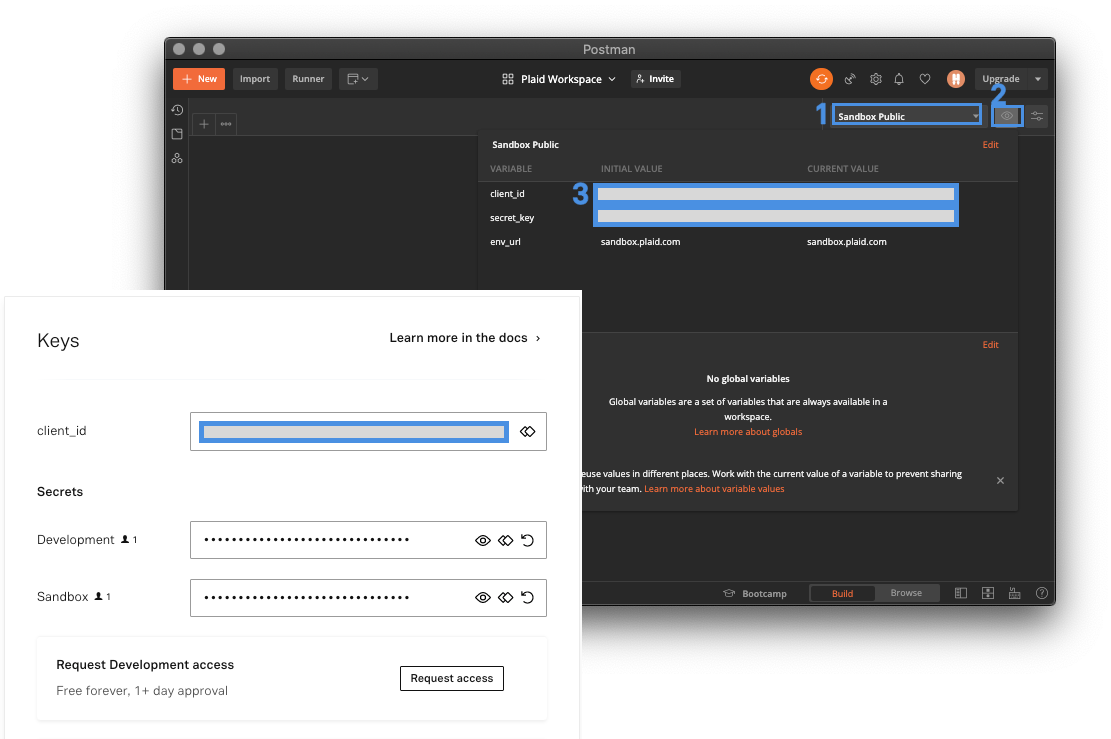 Postman
New
Import
Runner
Plaid Workspace
Invite
Upgrade
1
Sandbox Public
2
Sandbox Public
Edit
VARIABLE
INITIAL VALUE
CURRENT VALUE
client_id
3
secret_key
env_url
sandbox.plaid.com
sandbox.plaid.com
Edit
No global variables
Global variables are a set of variables that are always available in a
workspace.
Learn more about globals
euse values in different places. Work with the current value of a variable to prevent sharing
ith your team. Learn more about variable values
Bootcamp
Build
Browse
Keys
Learn more in the docs
client_id
Secrets
Development 1
Sandbox 1
Request Development access
Free forever, 1+ day approval
Request access